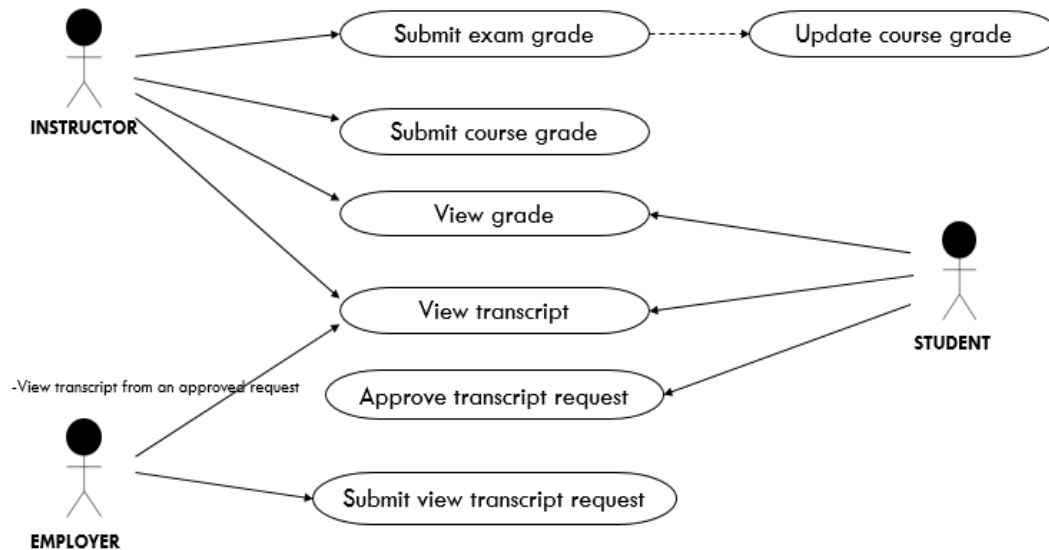 Submit exam grade
Update course grade
INSTRUCTOR
Submit course grade
View grade
View transcript
STUDENT
-View transcript from an approved request
Approve transcript request
Submit view transcript request
EMPLOYER